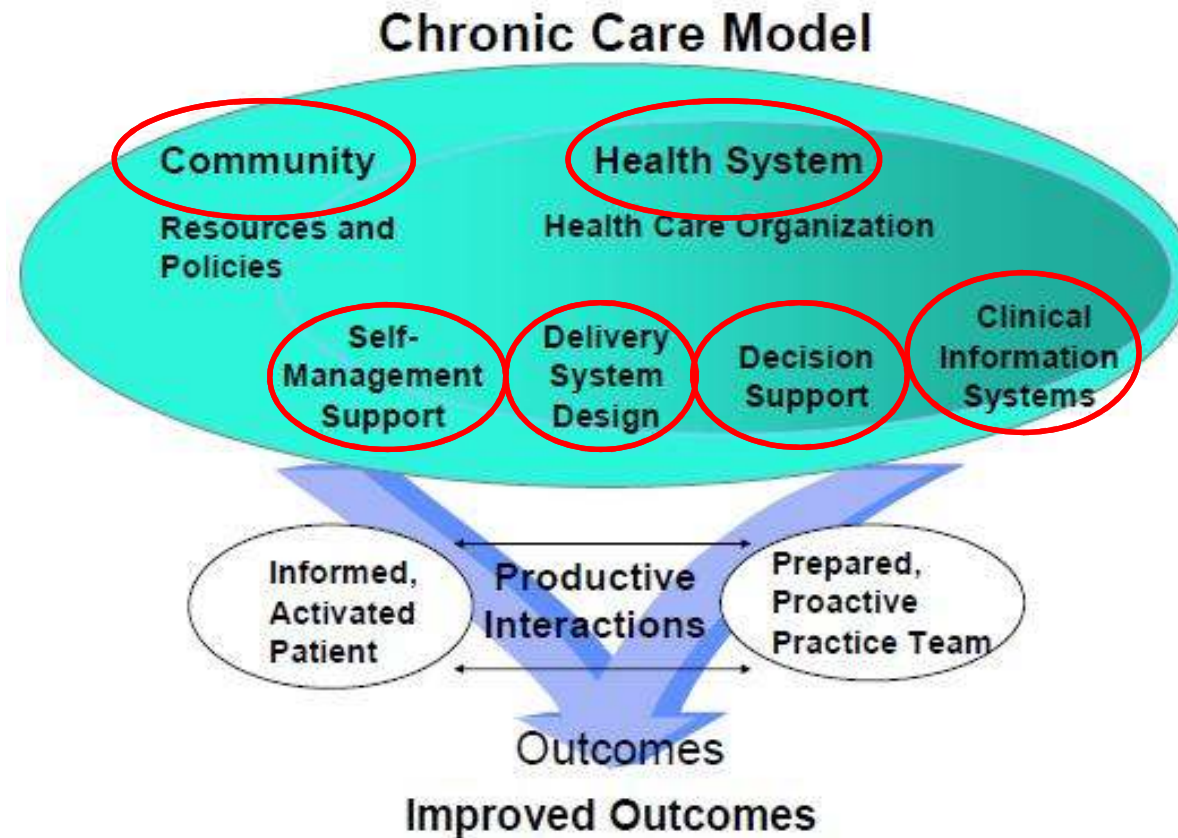 Chronic Care Model
Community
Health System
Resources and
Policies
Health Care Organization
Self-
Management
Support
Delivery
System
Design
Decision
Support
Clinical
Information
Systems
Informed,
Activated
Patient
Productive
Interactions
Prepared,
Proactive
Practice Team
Outcomes
Improved Outcomes